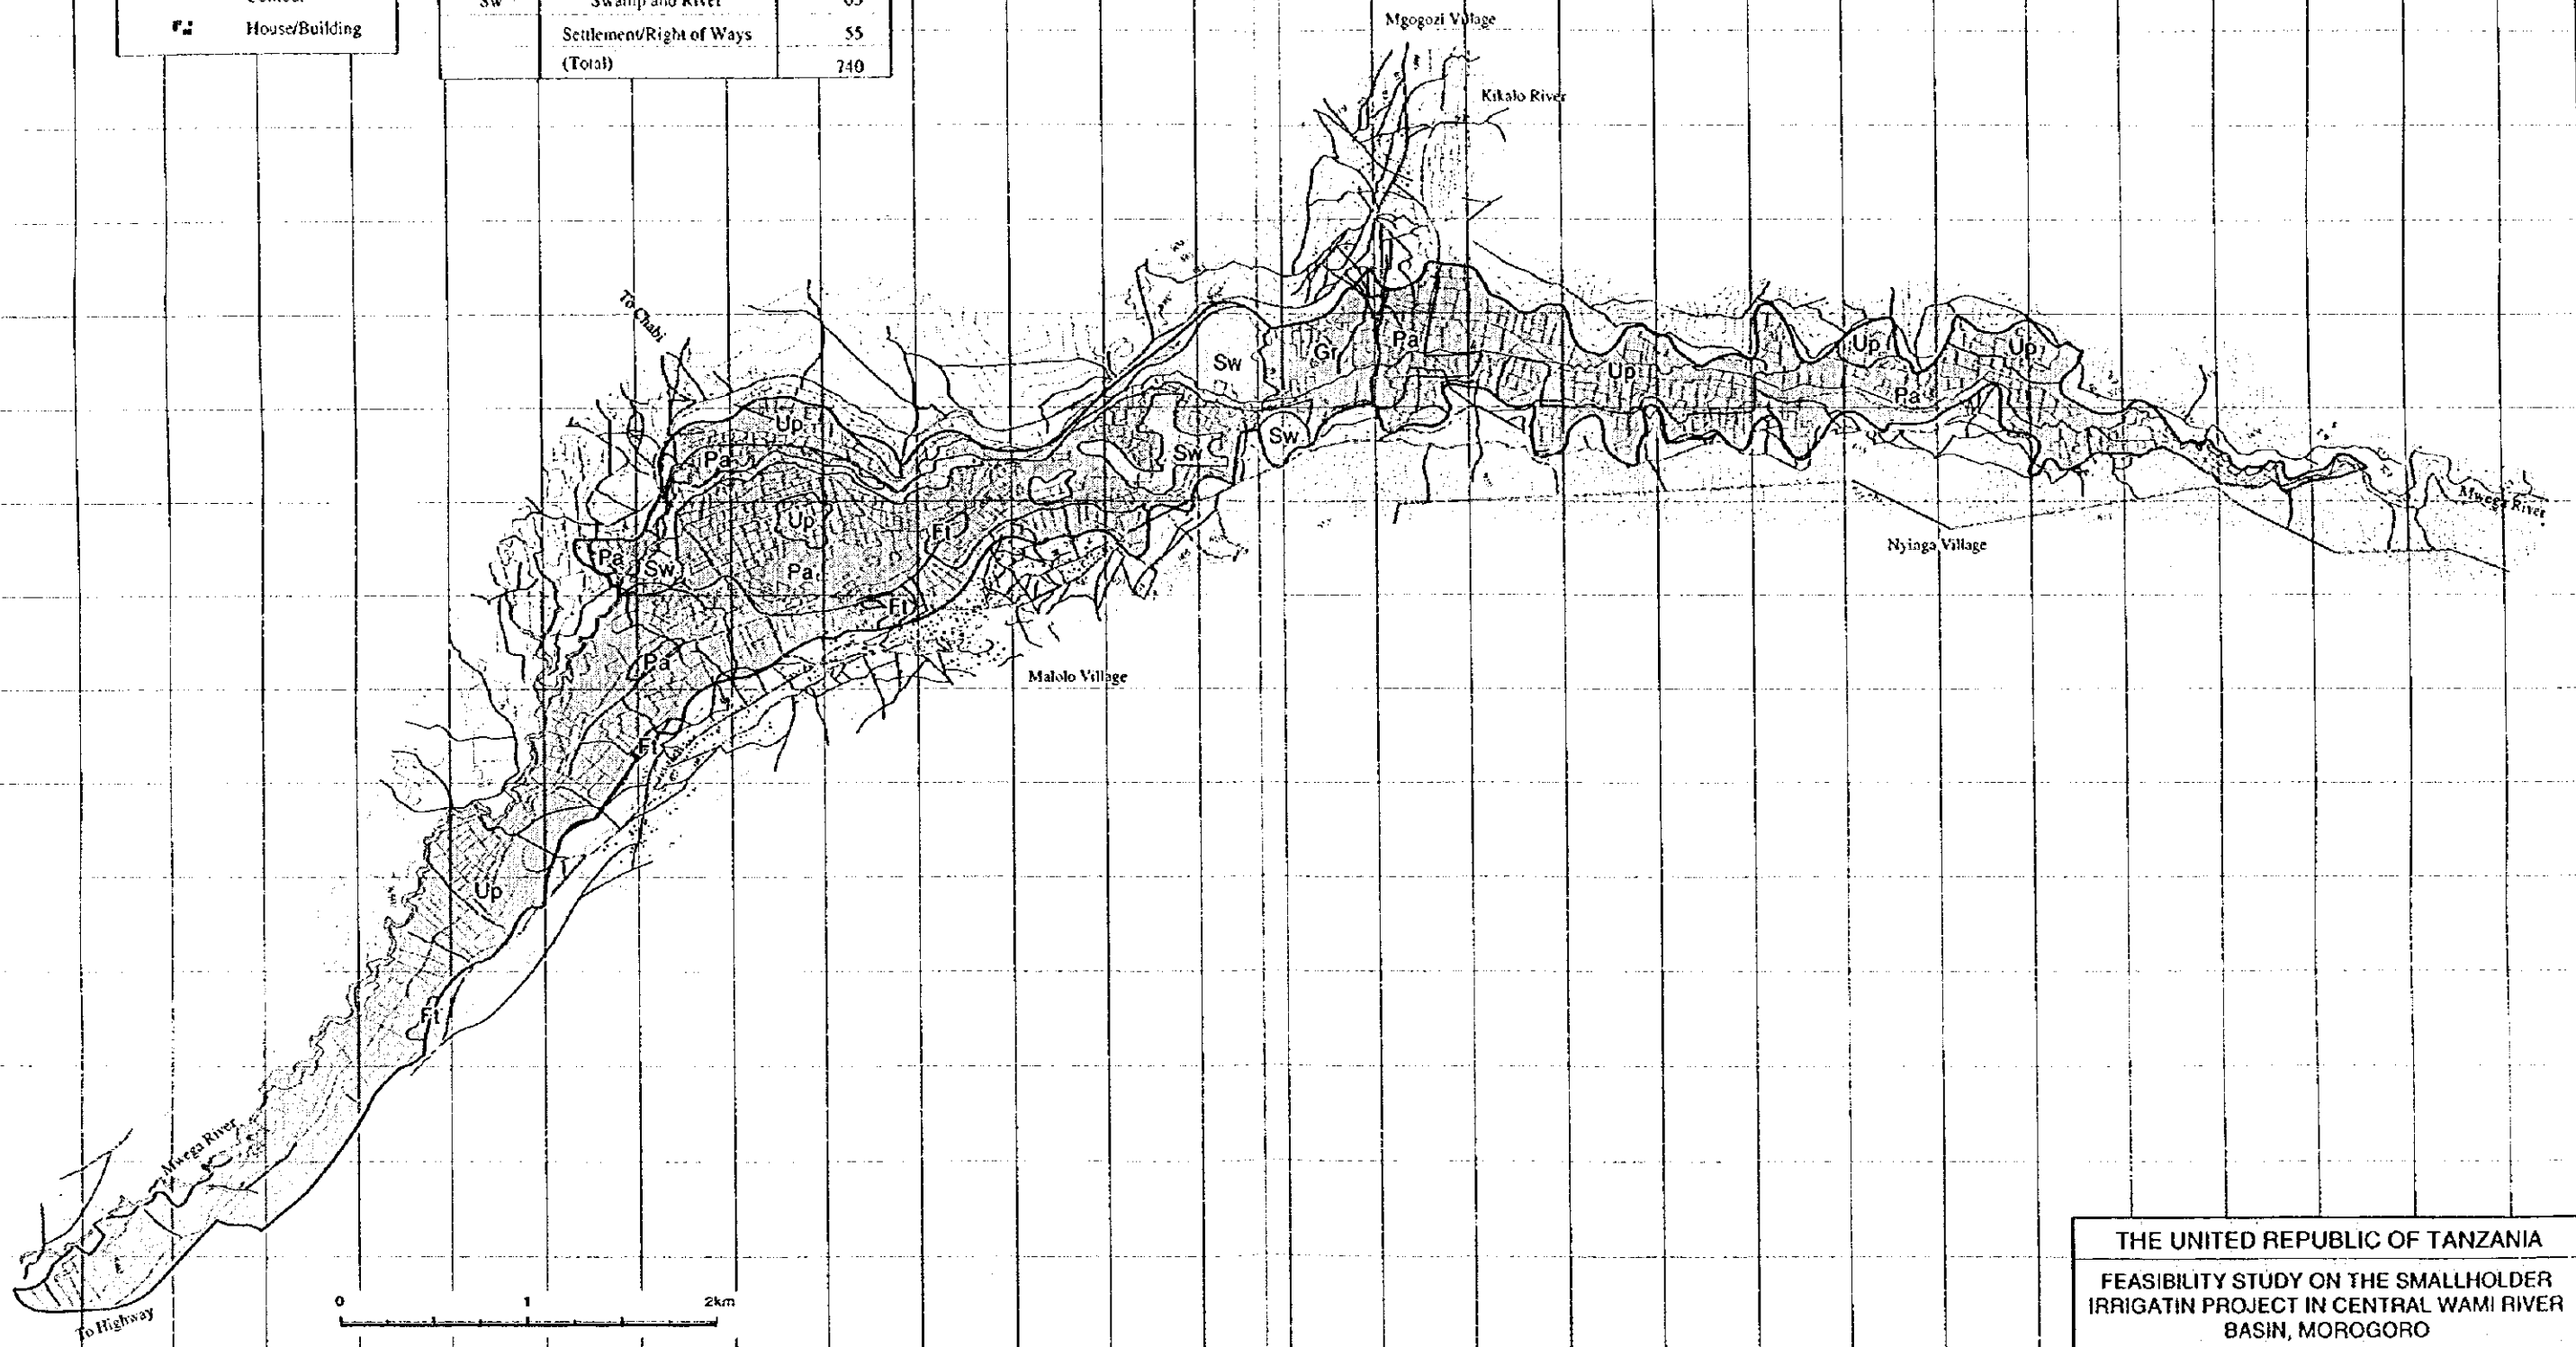 House/Building
Sw Swamp and River
Settlement/Right of Ways 55
(Total) 740
Mgogozi Village
Kikalo River
To Chabi
Sw
Gr
Pa
Up
Up
Up
Pa
Up
Pa
Sw
Sw
Up
Ft
Pa
Sw
Pa
Ft
Mwega River
Nyinga Village
Pa
Malolo Village
Ft
Up
Ft
Mwega River
To Highway
0 1 2km
THE UNITED REPUBLIC OF TANZANIA
FEASIBILITY STUDY ON THE SMALLHOLDER
IRRIGATIN PROJECT IN CENTRAL WAMI RIVER
BASIN, MOROGORO